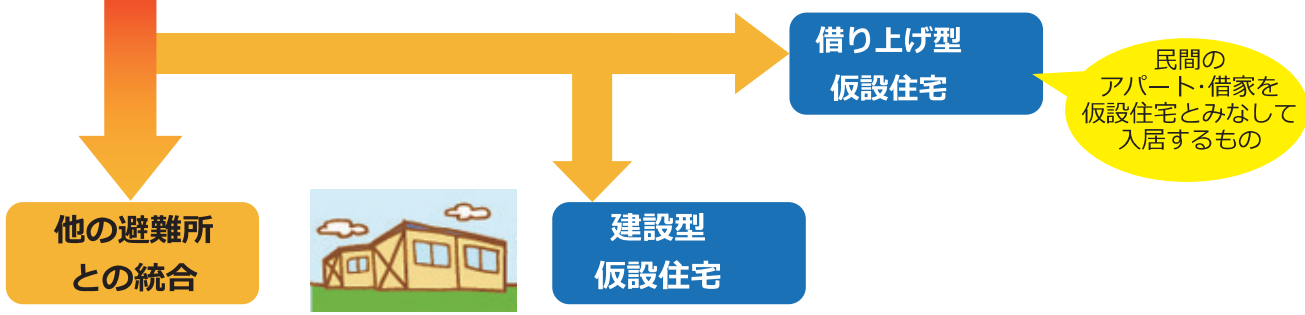 借り上げ型
仮設住宅
民間の
アパート･借家を
仮設住宅とみなして
入居するもの
他の避難所
との統合
建設型
仮設住宅